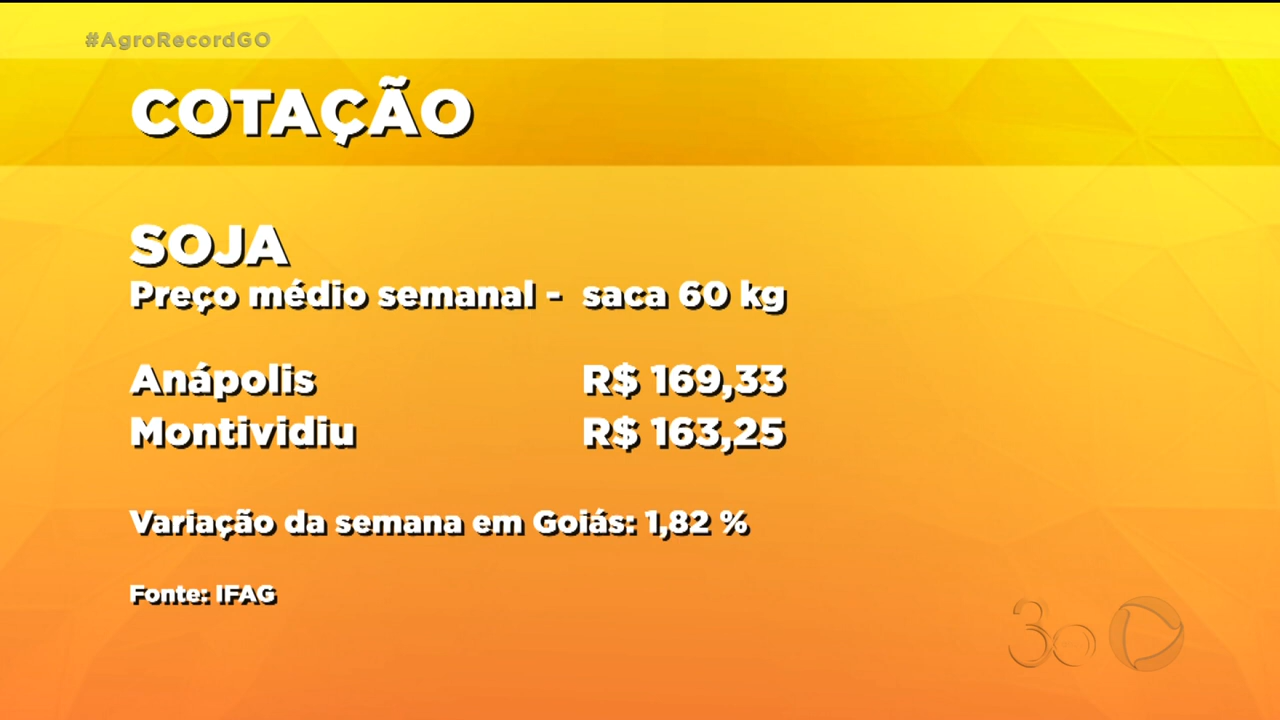 #AgroRecordGO
COTAÇÃO
SOJA
Preço médio semanal - saca 60 kg
Anápolis R$ 169,33
Montividiu R$ 163,25
Variação da semana em Goiás: 1,82 %
Fonte: IFAG
30